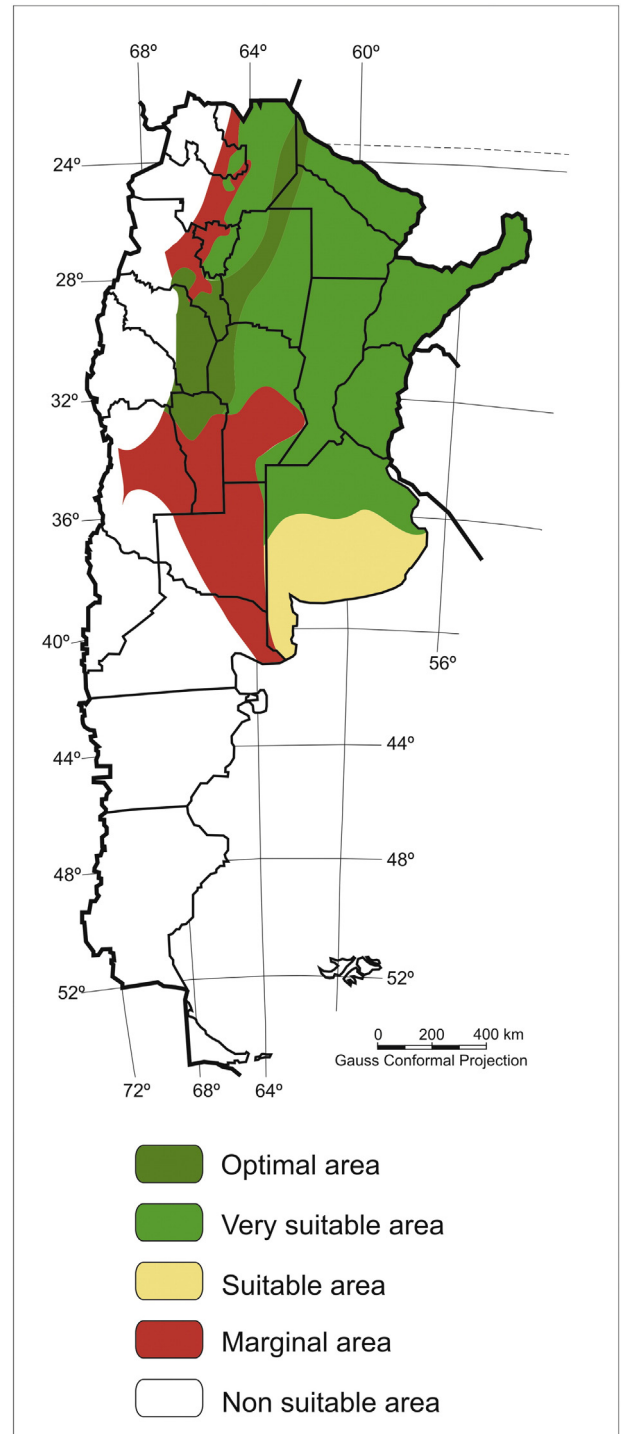 68º 64º 60º
24º
28º
32º
36º
40º
56º
44º 44º
48º
48º
52º
52º
0 200 400 km
Gauss Conformal Projection
72º 68º 64º
Optimal area
Very suitable area
Suitable area
Marginal area
Non suitable area